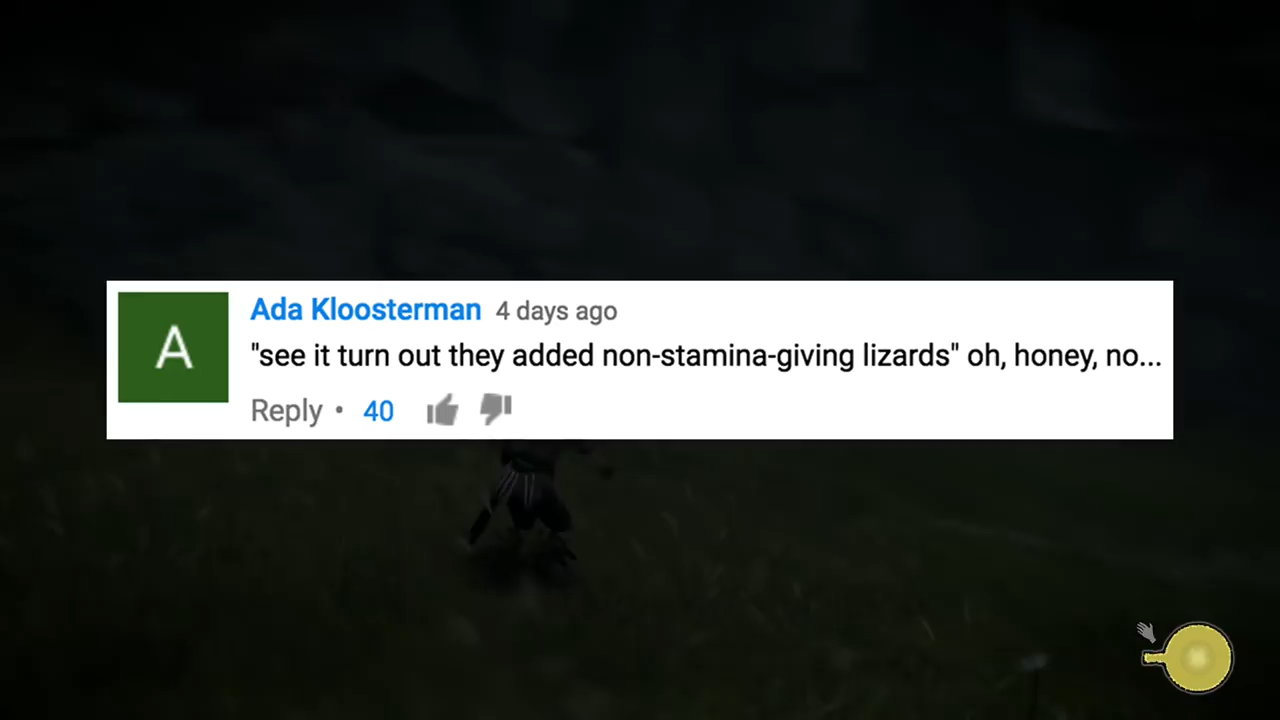 A
Ada Kloosterman 4 days ago
"see it turn out they added non-stamina-giving lizards" oh, honey, no...
Reply • 40